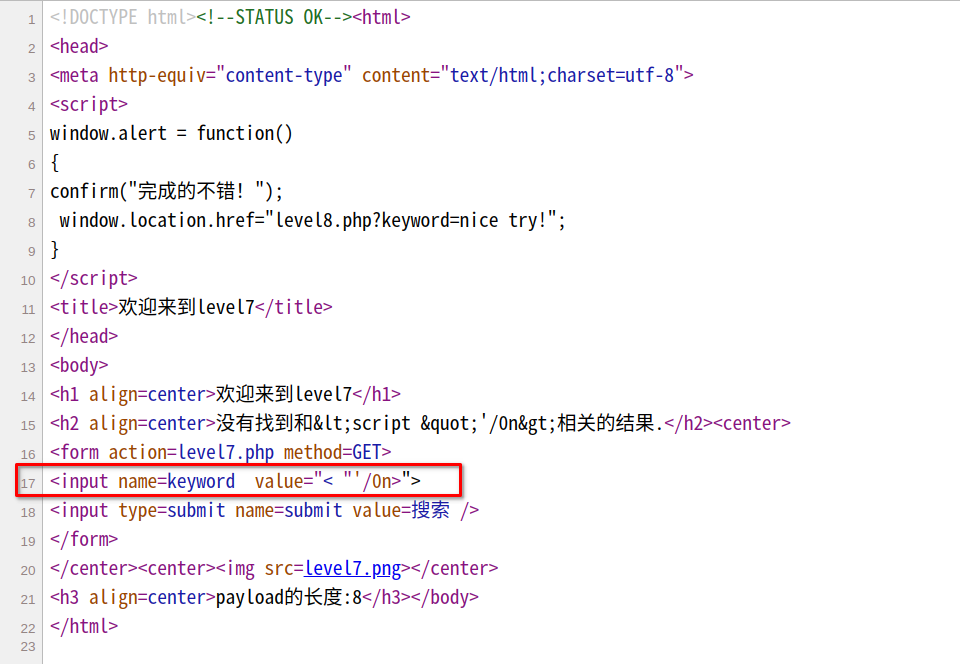 1 <!DOCTYPE html><!--STATUS OK--><html>
2 <head>
3 <meta http-equiv="content-type" content="text/html;charset=utf-8">
4 <script>
5 window.alert = function()
6 {
7 confirm("完成的不错！");
8  window.location.href="level8.php?keyword=nice try!";
9 }
10 </script>
11 <title>欢迎来到level7</title>
12 </head>
13 <body>
14 <h1 align=center>欢迎来到level7</h1>
15 <h2 align=center>没有找到和&lt;script &quot;'/On&gt;相关的结果.</h2><center>
16 <form action=level7.php method=GET>
17 <input name=keyword  value="< "'/On>">
18 <input type=submit name=submit value=搜索 />
19 </form>
20 </center><center><img src=level7.png></center>
21 <h3 align=center>payload的长度:8</h3></body>
22 </html>
23